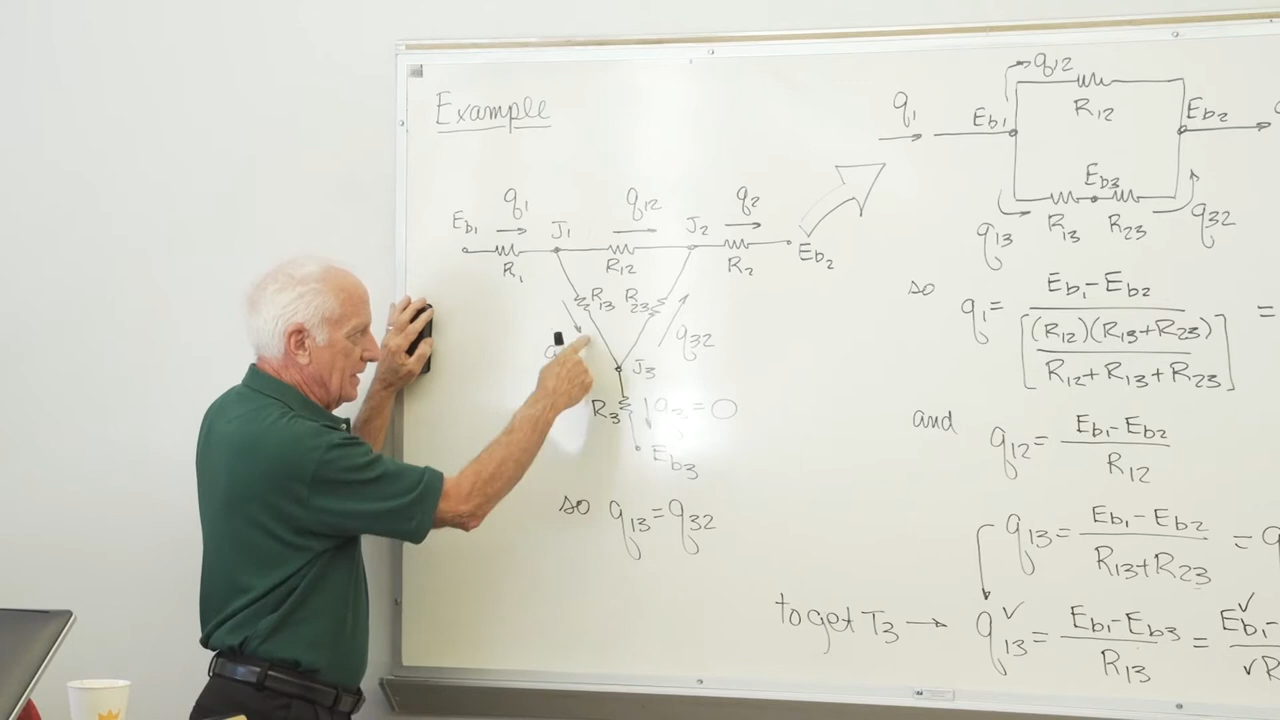 Example
q1 q12 q2
Eb1 J1 J2 Eb2
R1 R12 R2
R13 R23
q32
J3
R3 q3=0
Eb3
so q13=q32
q12
q1 Eb1 R12 Eb2
Eb3
q13 R13 R23 q32
so q1= Eb1-Eb2 =
[(R12)(R13+R23)
R12+R13+R23]
and q12= Eb1-Eb2
R12
q13= Eb1-Eb2 =
R13+R23
to get T3 → q13✓= Eb1-Eb3 = Eb1✓-
R13 ✓R